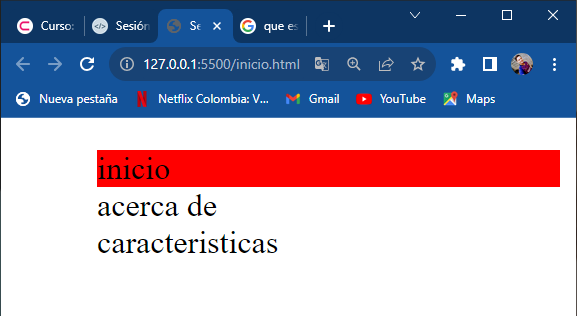 Curso:
Sesión
Se
que es
127.0.0.1:5500/inicio.html
Nueva pestaña
Netflix Colombia: V...
Gmail
YouTube
Maps
inicio
acerca de
caracteristicas